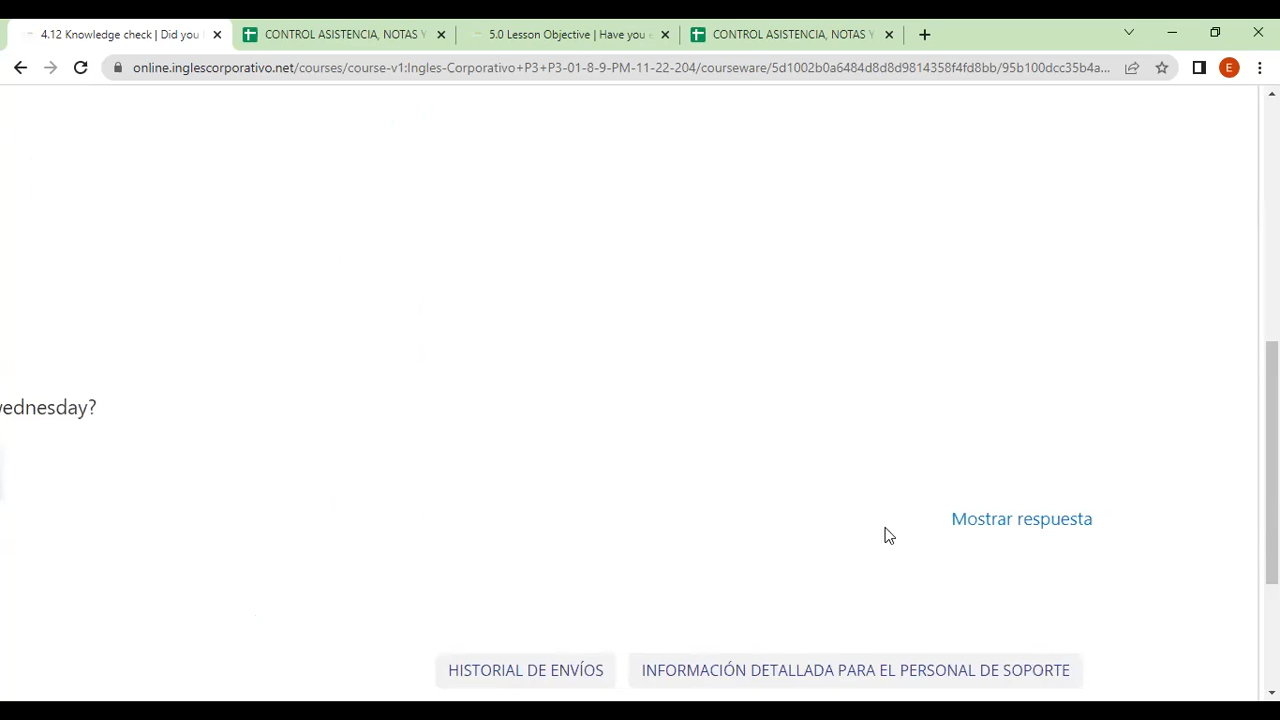 4.12 Knowledge check | Did you
CONTROL ASISTENCIA, NOTAS Y
5.0 Lesson Objective | Have you
CONTROL ASISTENCIA, NOTAS Y
online.inglescorporativo.net/courses/course-v1:Ingles-Corporativo+P3+P3-01-8-9-PM-11-22-204/courseware/5d1002b0a6484d8d8d9814358f4fd8bb/95b100dcc35b4a...
E
wednesday?
Mostrar respuesta
HISTORIAL DE ENVÍOS
INFORMACIÓN DETALLADA PARA EL PERSONAL DE SOPORTE